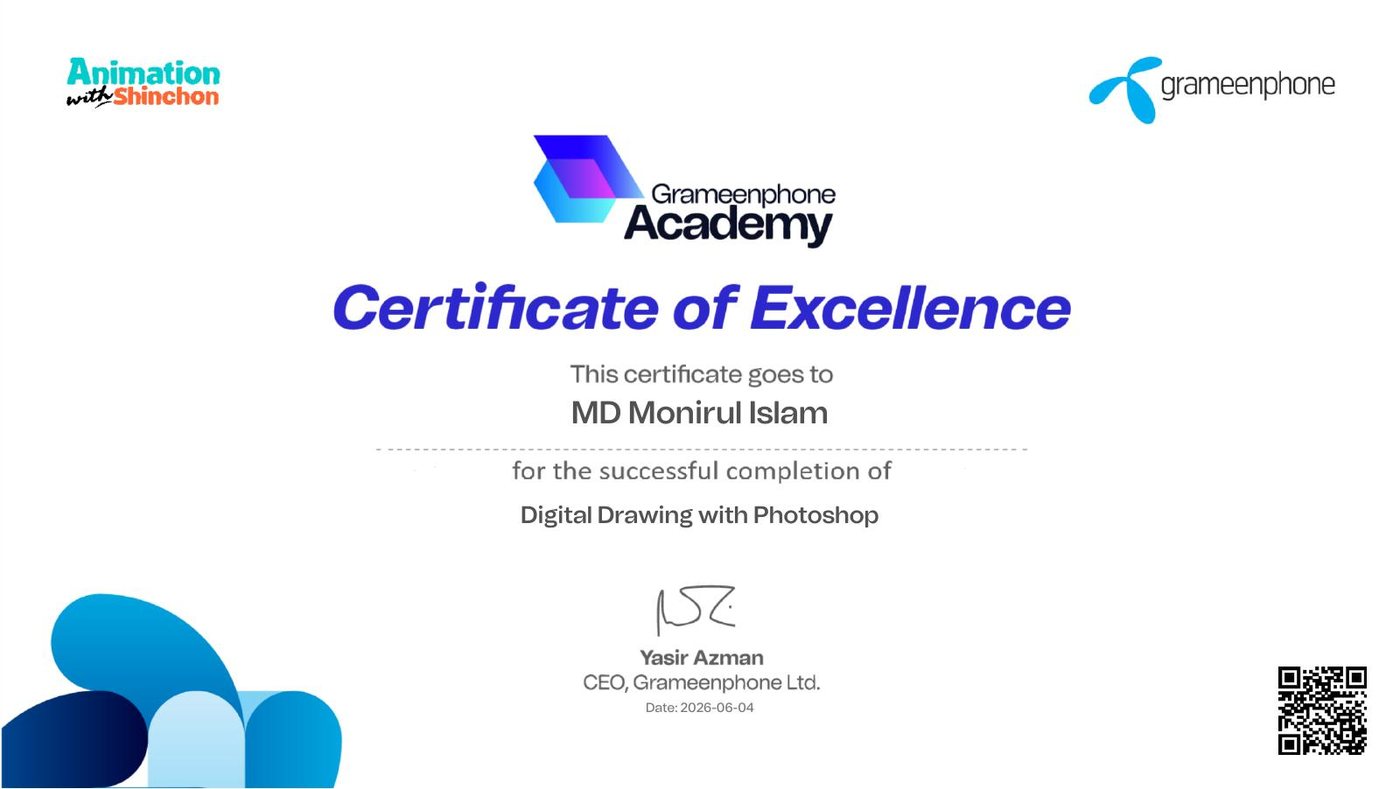 Animation
with Shinchon
grameenphone
Grameenphone
Academy
Certificate of Excellence
This certificate goes to
MD Monirul Islam
for the successful completion of
Digital Drawing with Photoshop
Yasir Azman
CEO, Grameenphone Ltd.
Date: 2026-06-04